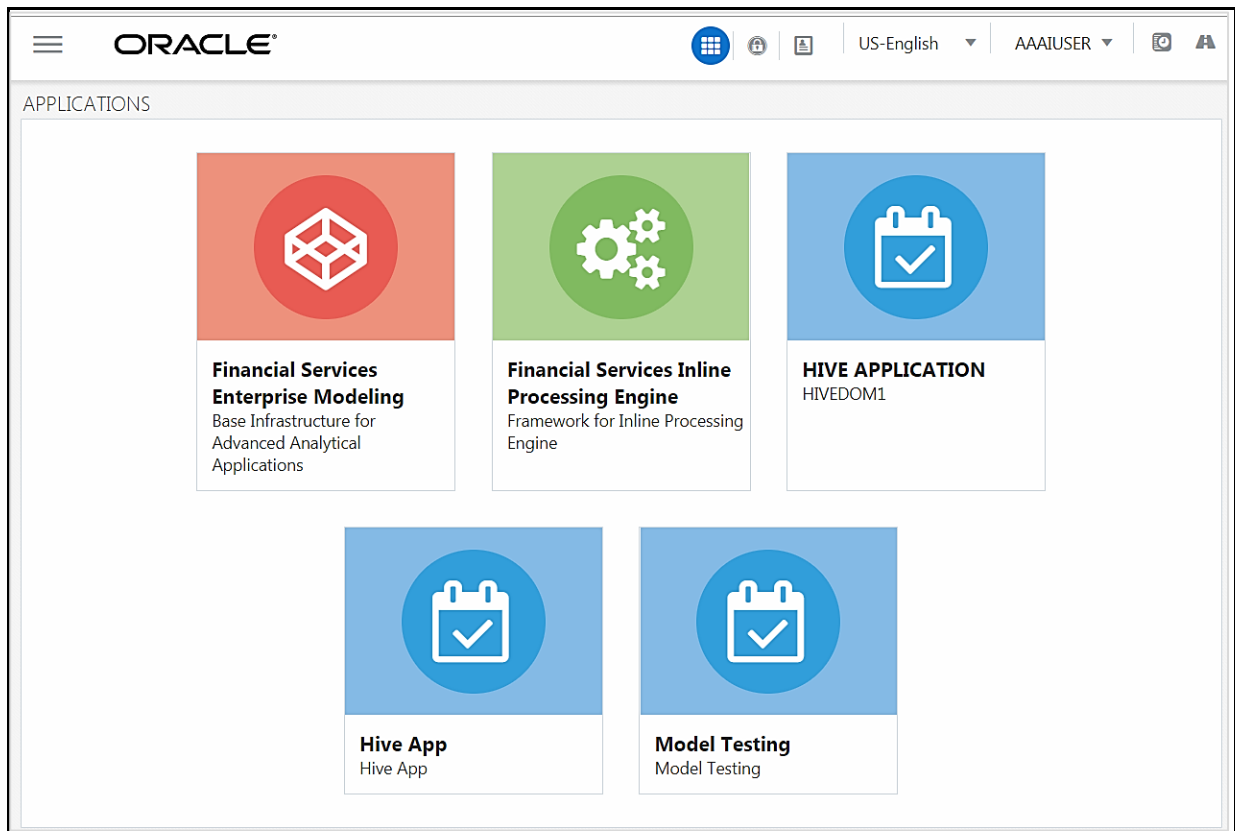 ORACLE®
US-English
AAAIUSER
APPLICATIONS
Financial Services
Enterprise Modeling
Base Infrastructure for
Advanced Analytical
Applications
Financial Services Inline
Processing Engine
Framework for Inline Processing
Engine
HIVE APPLICATION
HIVEDOM1
Hive App
Hive App
Model Testing
Model Testing